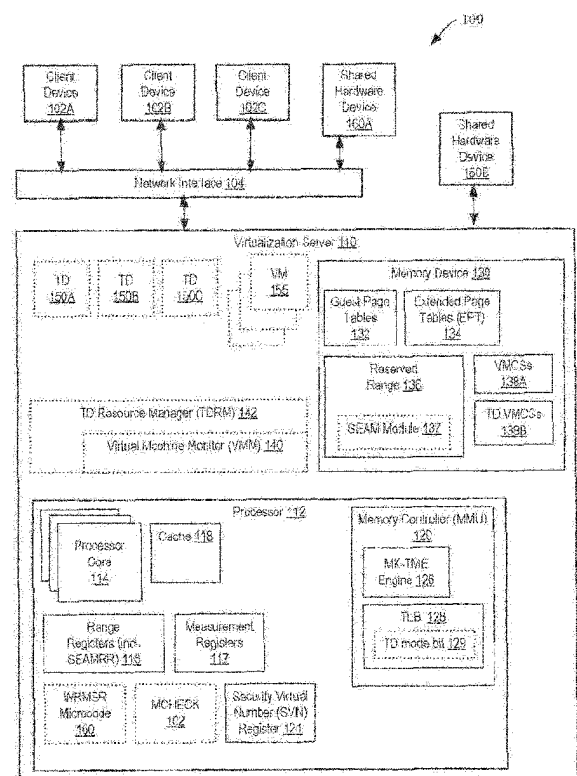 100
Client
Device
102A
Client
Device
102B
Client
Device
102C
Shared
Hardware
Device
160A
Shared
Hardware
Device
160B
Network Interface 104
Virtualization Server 110
TD
150A
TD
150B
TD
150C
VM
155
Memory Device 130
Guest Page
Tables
132
Extended Page
Tables (EPT)
134
Reserved
Range 136
SEAM Module 137
VMCSs
138A
TD VMCSs
139B
TD Resource Manager (TDRM) 142
Virtual Machine Monitor (VMM) 140
Processor 112
Processor
Core
114
Cache 118
Memory Controller (MMU)
120
MK-TME
Engine 126
TLB 128
TD mode bit 129
Range
Registers (incl.
SEAMRR) 116
Measurement
Registers
117
WRMSR
Microcode
160
MCHECK
102
Security Virtual
Number (SVN)
Register 124